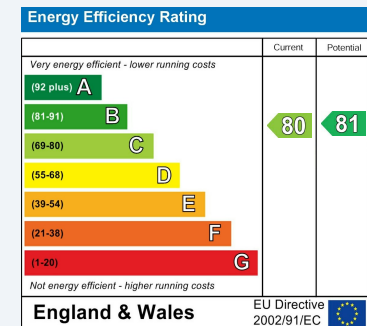 Energy Efficiency Rating
Current Potential
Very energy efficient - lower running costs
(92 plus) A
(81-91) B
80 81
(69-80) C
(55-68) D
(39-54) E
(21-38) F
(1-20) G
Not energy efficient - higher running costs
England & Wales
EU Directive
2002/91/EC